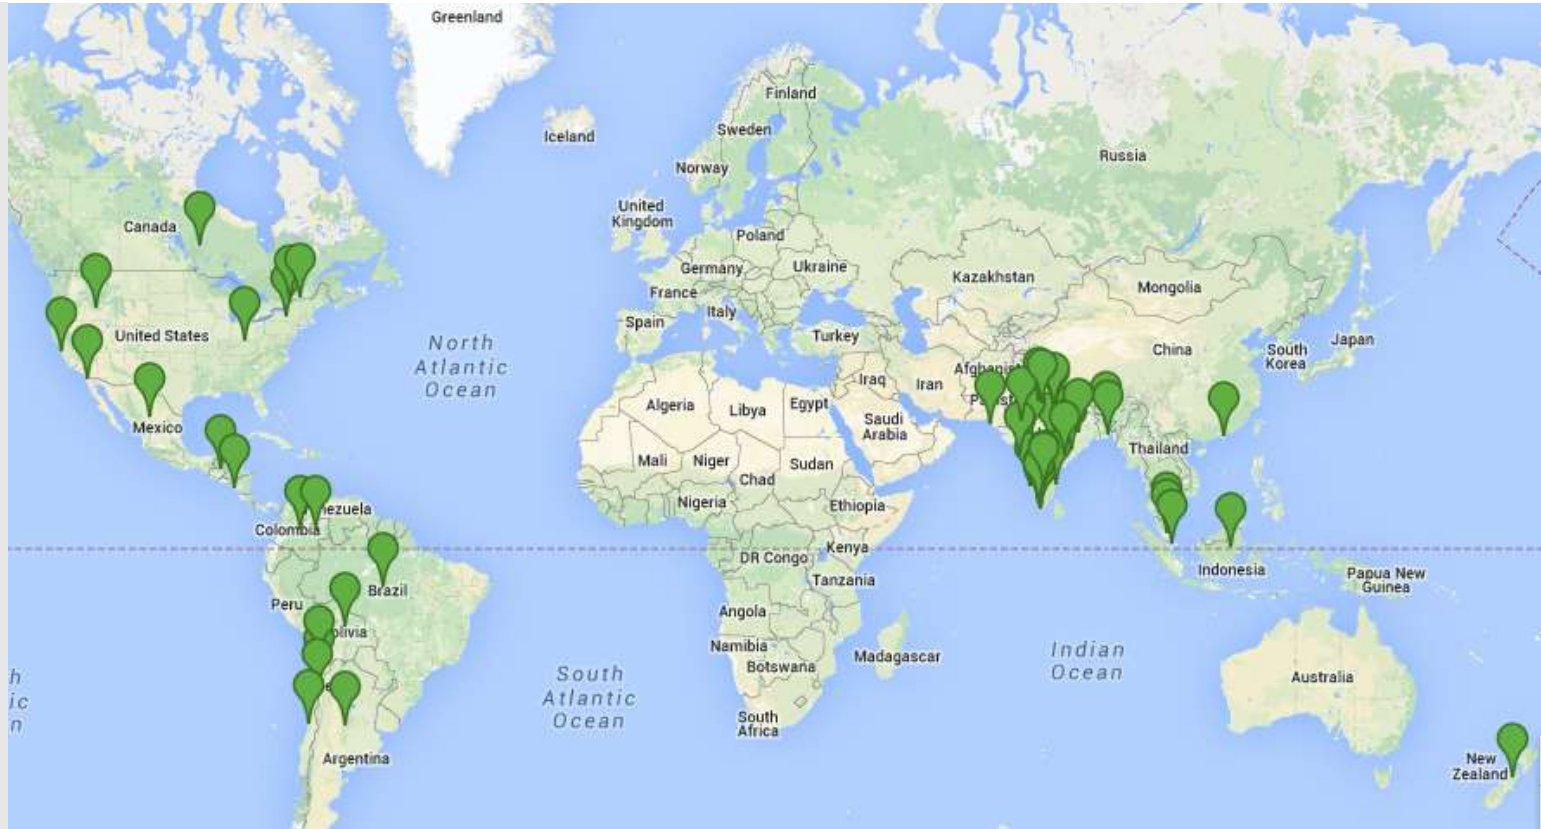 Greenland
Finland
Iceland
Sweden
Russia
Norway
United
Kingdom
Canada
Poland
Germany
Ukraine
Kazakhstan
Mongolia
France
Italy
Spain
United States
Turkey
North
Atlantic
Ocean
China
South
Korea
Japan
Afghanist
Iraq
Iran
Algeria
Libya
Egypt
Saudi
Arabia
Mexico
Thailand
Mali
Niger
Sudan
Chad
Nigeria
Ethiopia
nezuela
Colombia
DR Congo
Kenya
Indonesia
Tanzania
Papua New
Guinea
Brazil
Peru
Angola
olivia
Namibia
Botswana
Madagascar
Indian
Ocean
South
Atlantic
Ocean
Australia
South
Africa
Argentina
New
Zealand